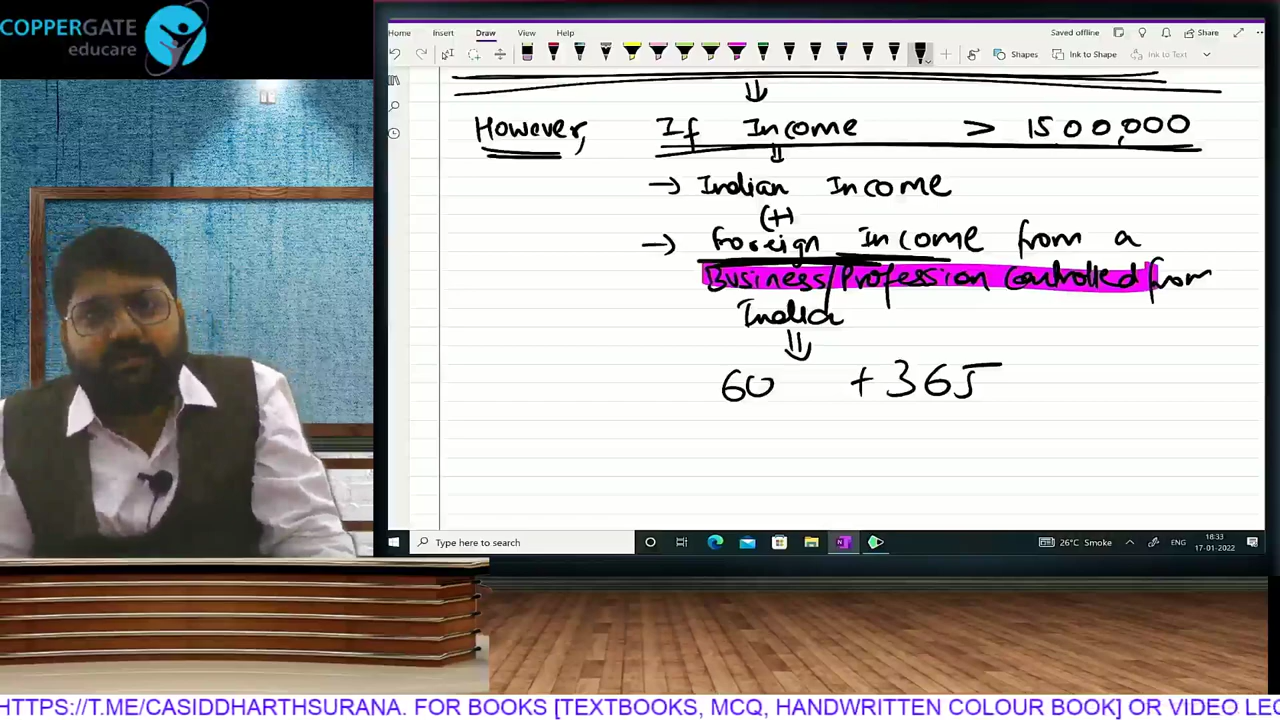 COPPERGATE
educare
Home Insert Draw View Help
Saved offline
Share
Shapes
Ink to Shape
Ink to Text
However, If Income > 1500,000
→ Indian Income
(+)
→ Foreign Income from a
Business/Profession Controlled from
India
60 + 365
Type here to search
26°C Smoke
ENG
18:33
17-01-2022
HTTPS://T.ME/CASIDDHARTHSURANA. FOR BOOKS [TEXTBOOKS, MCQ, HANDWRITTEN COLOUR BOOK] OR VIDEO LEC